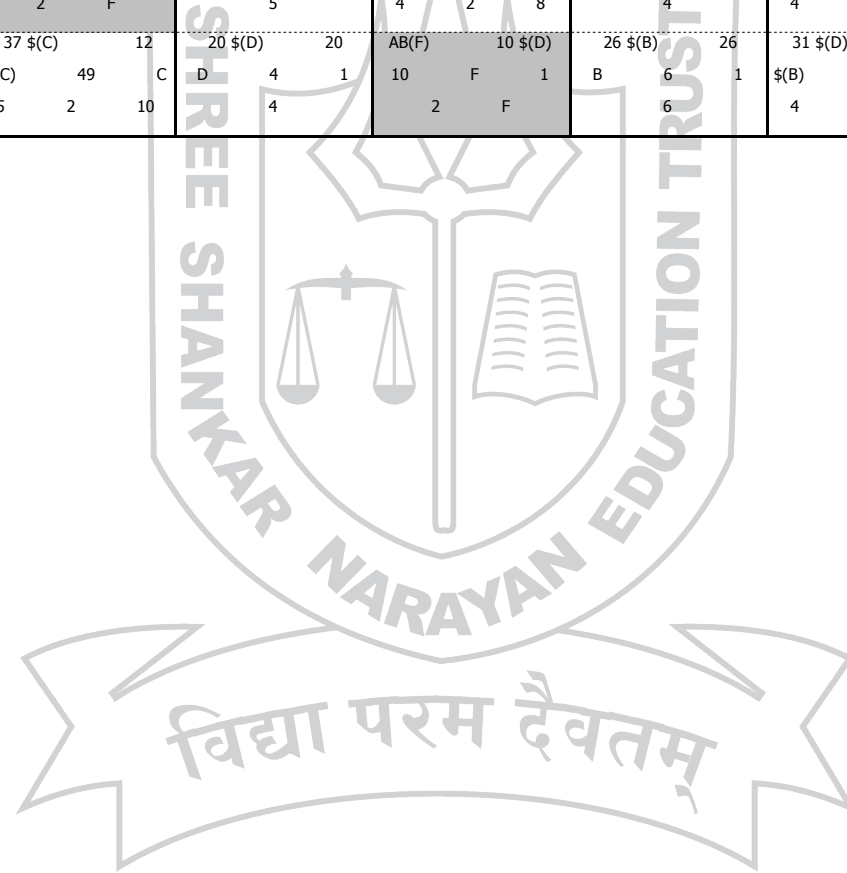 2 F 5 4 2 8 4 4
37 $(C) 12 20 $(D) 20 AB(F) 10 $(D) 26 $(B) 26 31 $(D)
C) 49 C D 4 1 10 F 1 B 6 1 $(B)
5 2 10 4 2 F 6 4
SHREE SHANKAR NARAYAN EDUCATION TRUST
विद्या परम दैवतम्